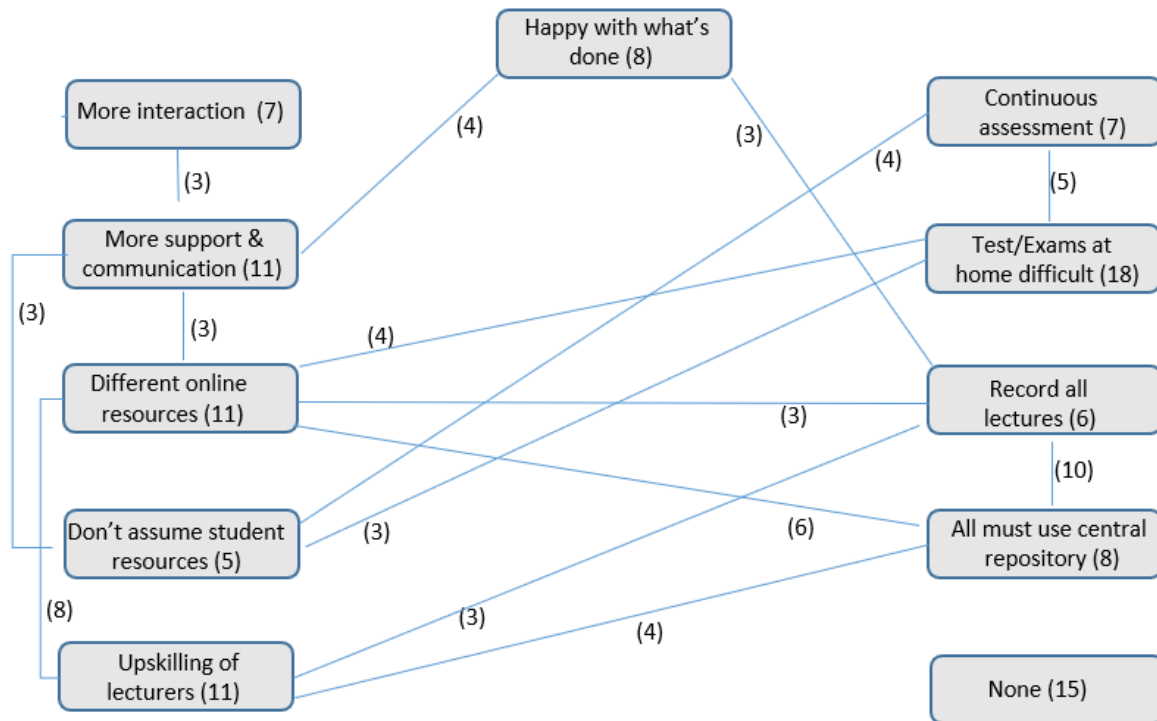 Happy with what's
done (8)
More interaction (7)
Continuous
assessment (7)
(4)
(3)
(4)
(3)
(5)
More support &
communication (11)
Test/Exams at
home difficult (18)
(3)
(3)
(4)
Different online
resources (11)
Record all
lectures (6)
(3)
(10)
Don't assume student
resources (5)
(3)
(6)
All must use central
repository (8)
(8)
(3)
(4)
Upskilling of
lecturers (11)
None (15)